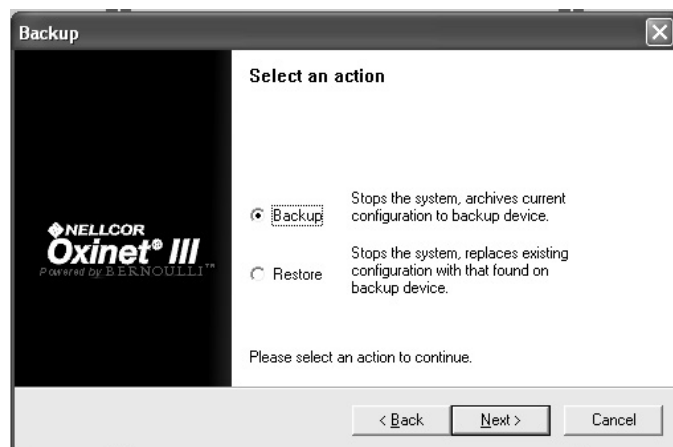 Backup
Select an action
Backup
Stops the system, archives current
configuration to backup device.
Restore
Stops the system, replaces existing
configuration with that found on
backup device.
NELLCOR
Oxinet® III
Powered by BERNOULLI™
Please select an action to continue.
< Back
Next >
Cancel